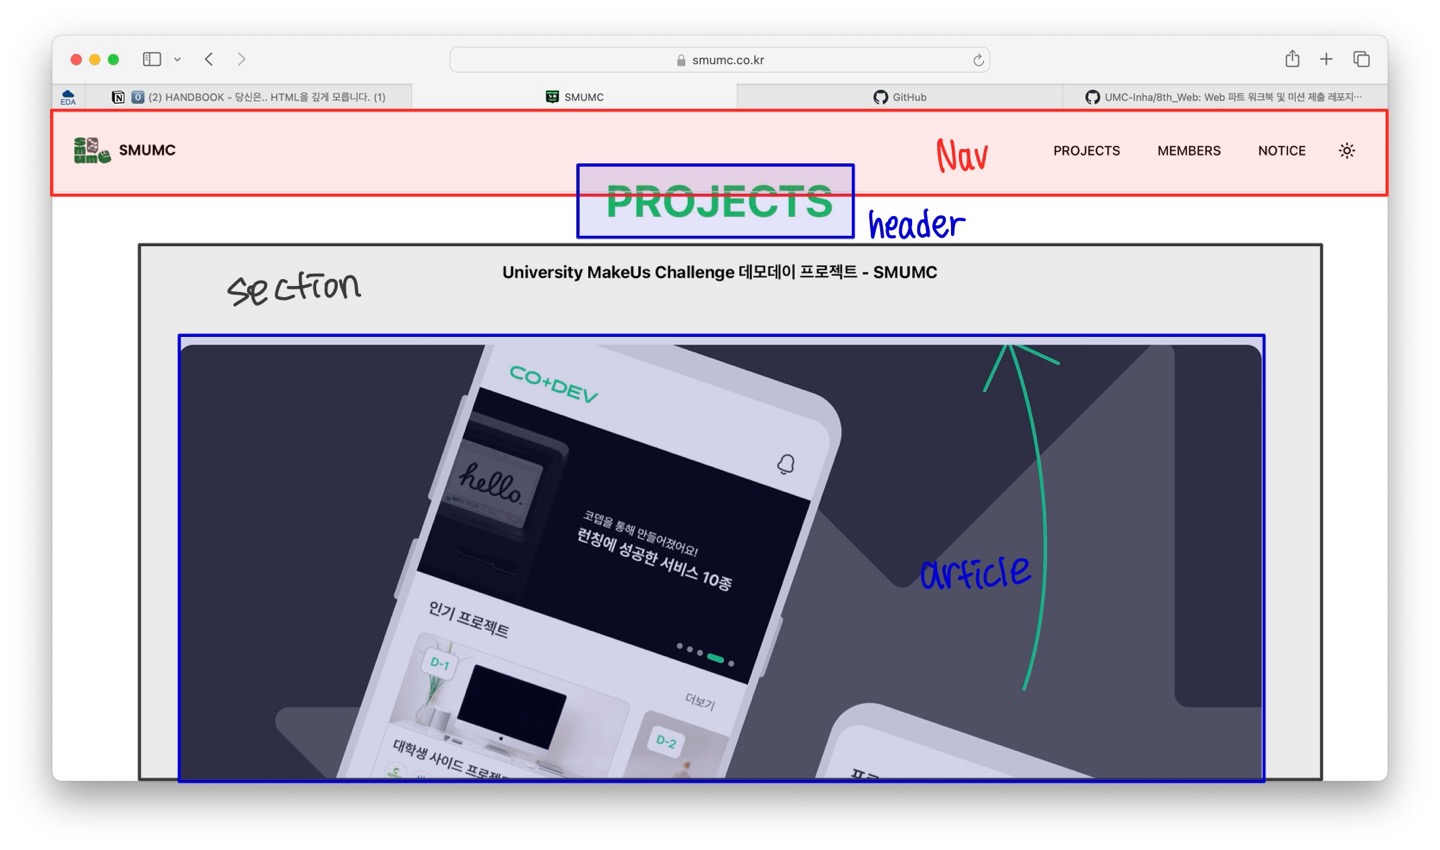 smumc.co.kr
EDA
(2) HANDBOOK - 당신은.. HTML을 깊게 모릅니다. (1)
SMUMC
GitHub
UMC-Inha/8th_Web: Web 파트 워크북 및 미션 제출 레포지…
SMUMC
Nav
PROJECTS
MEMBERS
NOTICE
PROJECTS
header
section
University MakeUs Challenge 데모데이 프로젝트 - SMUMC
CO+DEV
hello.
코뎁을 통해 만들어졌어요!
런칭에 성공한 서비스 10종
article
인기 프로젝트
D-1
더보기
D-2
대학생 사이드 프로젝트